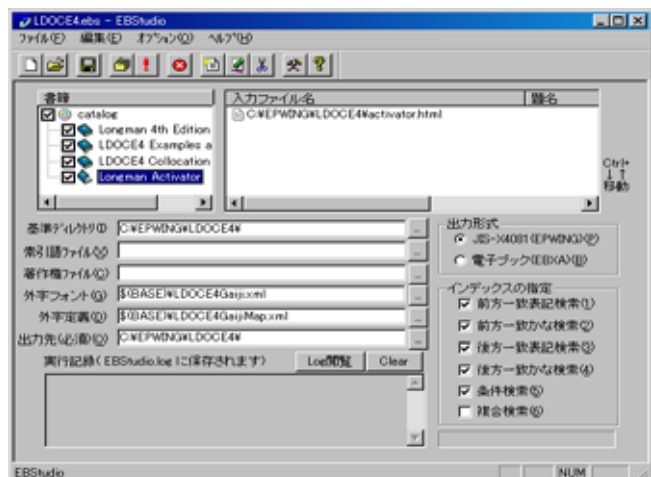 LDOCE4.ebs - EBStudio
ファイル(F) 編集(E) オプション(O) ヘルプ(H)
書籍
入力ファイル名 題名
catalog
C:¥EPWING¥LDOCE4¥activator.html
Longman 4th Edition
LDOCE4 Examples a
LDOCE4 Collocation
Longman Activator
Ctrl+
↓↑
移動
基準ディレクトリ(I) C:¥EPWING¥LDOCE4¥
出力形式
JIS-X4081(EPWING)(P)
索引語ファイル(X)
電子ブック(EBXA)(B)
著作権ファイル(C)
外字フォント(G) $(BASE)¥LDOCE4Gaiji.xml
インデックスの指定
前方一致表記検索(1)
外字定義(D) $(BASE)¥LDOCE4GaijiMap.xml
前方一致かな検索(2)
出力先(必須)(O) C:¥EPWING¥LDOCE4¥
後方一致表記検索(3)
実行記録( EBStudio.log に保存されます) Log閲覧 Clear
後方一致かな検索(4)
条件検索(5)
複合検索(6)
EBStudio NUM